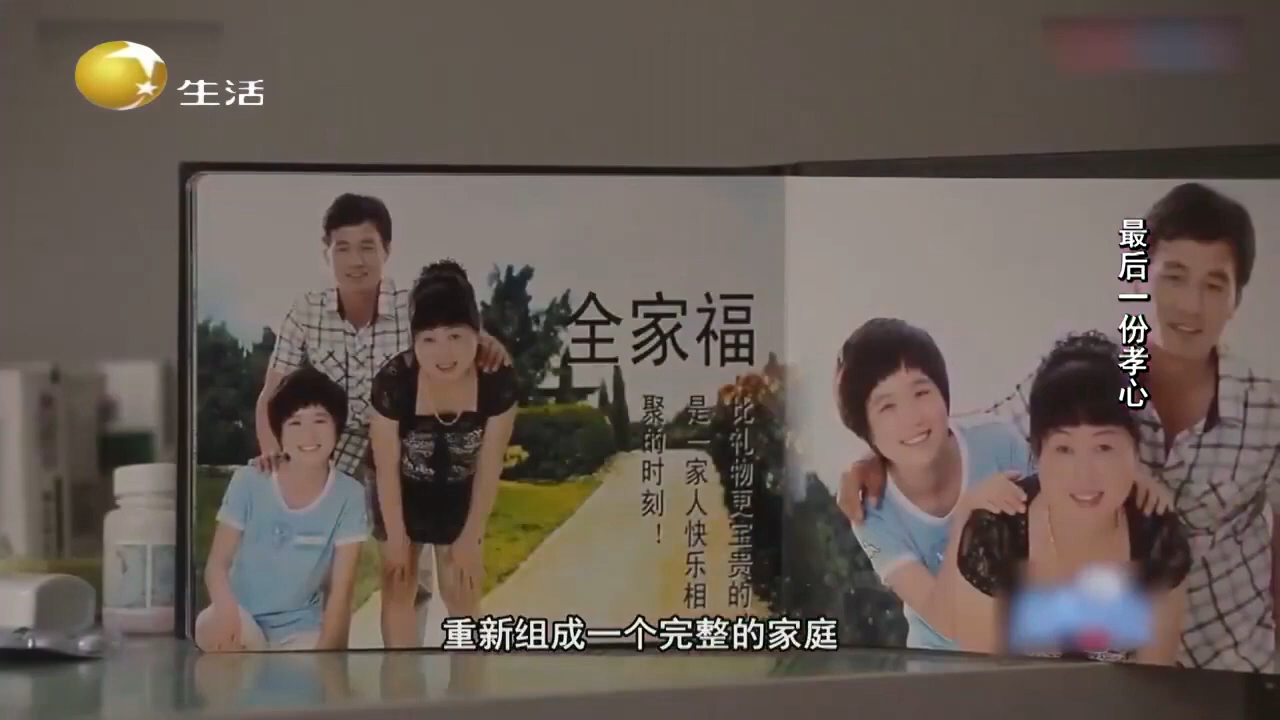 生活
最后一份孝心
全家福
比礼物更宝贵的
是一家人快乐相
聚的时刻！
重新组成一个完整的家庭